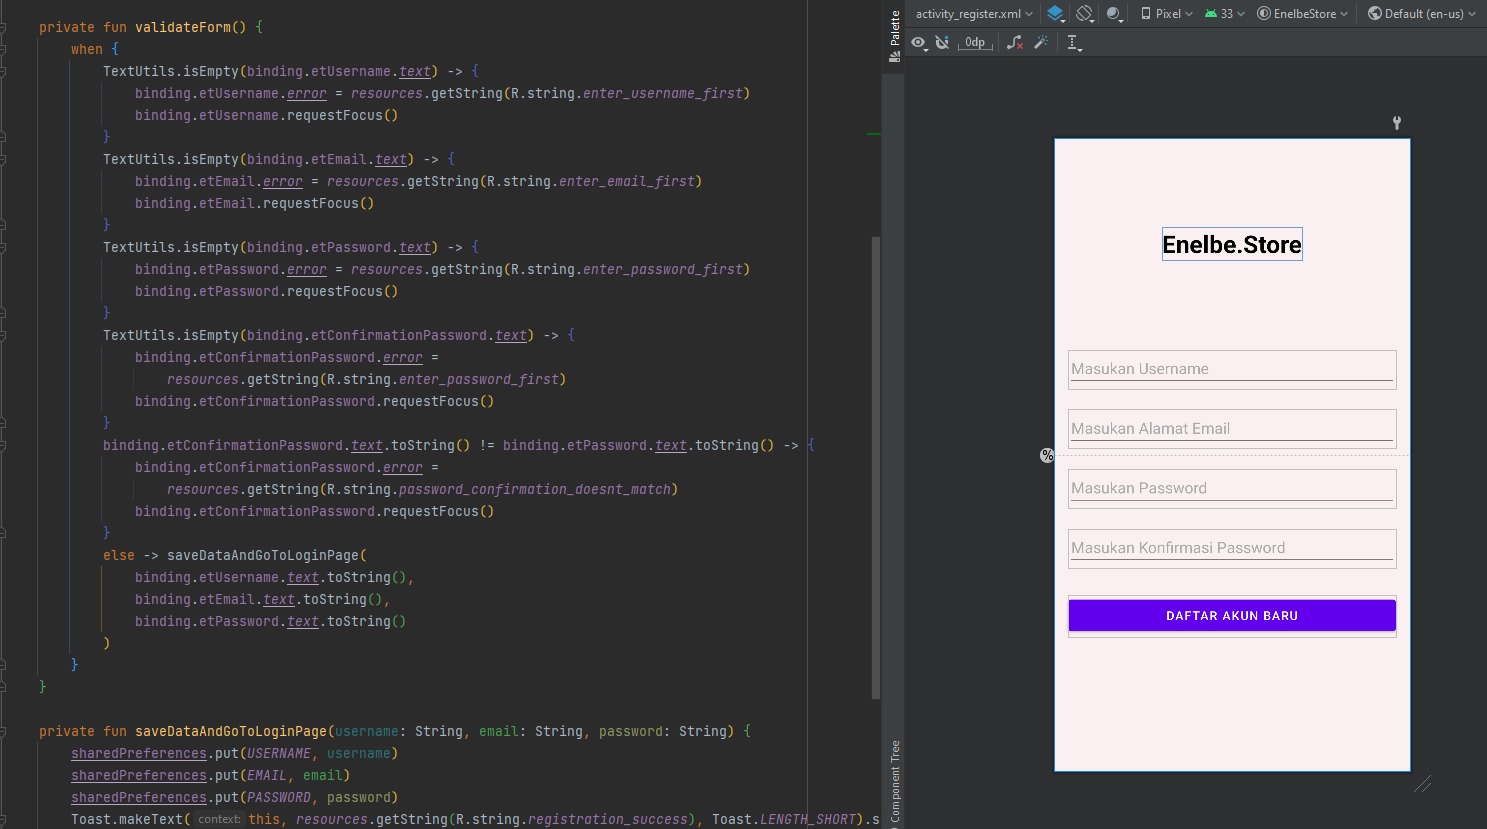 private fun validateForm() {
when {
TextUtils.isEmpty(binding.etUsername.text) -> {
binding.etUsername.error = resources.getString(R.string.enter_username_first)
binding.etUsername.requestFocus()
}
TextUtils.isEmpty(binding.etEmail.text) -> {
binding.etEmail.error = resources.getString(R.string.enter_email_first)
binding.etEmail.requestFocus()
}
TextUtils.isEmpty(binding.etPassword.text) -> {
binding.etPassword.error = resources.getString(R.string.enter_password_first)
binding.etPassword.requestFocus()
}
TextUtils.isEmpty(binding.etConfirmationPassword.text) -> {
binding.etConfirmationPassword.error =
resources.getString(R.string.enter_password_first)
binding.etConfirmationPassword.requestFocus()
}
binding.etConfirmationPassword.text.toString() != binding.etPassword.text.toString() -> {
binding.etConfirmationPassword.error =
resources.getString(R.string.password_confirmation_doesnt_match)
binding.etConfirmationPassword.requestFocus()
}
else -> saveDataAndGoToLoginPage(
binding.etUsername.text.toString(),
binding.etEmail.text.toString(),
binding.etPassword.text.toString()
)
}
}
private fun saveDataAndGoToLoginPage(username: String, email: String, password: String) {
sharedPreferences.put(USERNAME, username)
sharedPreferences.put(EMAIL, email)
sharedPreferences.put(PASSWORD, password)
Toast.makeText( context: this, resources.getString(R.string.registration_success), Toast.LENGTH_SHORT).s
Palette
Component Tree
activity_register.xml
Pixel
33
EnelbeStore
Default (en-us)
0dp
Enelbe.Store
Masukan Username
Masukan Alamat Email
%
Masukan Password
Masukan Konfirmasi Password
DAFTAR AKUN BARU